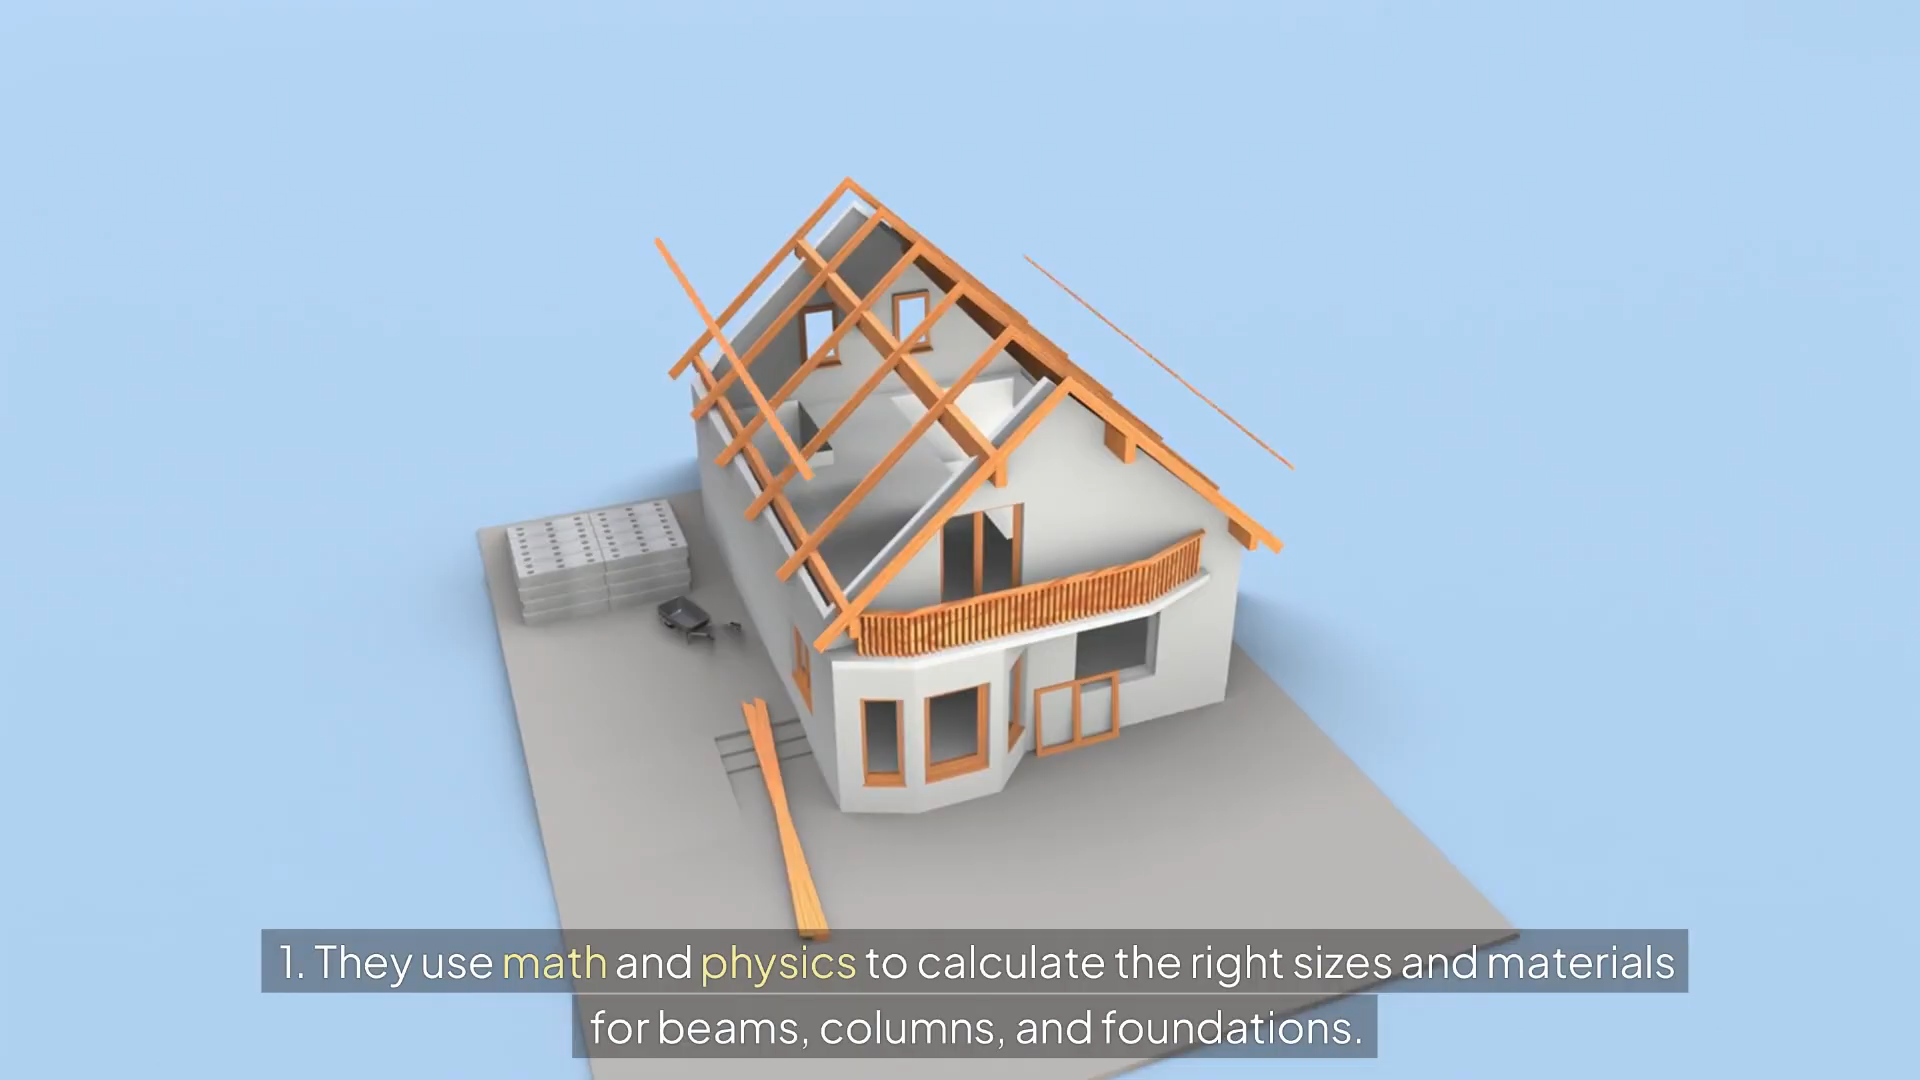 1. They use math and physics to calculate the right sizes and materials
for beams, columns, and foundations.